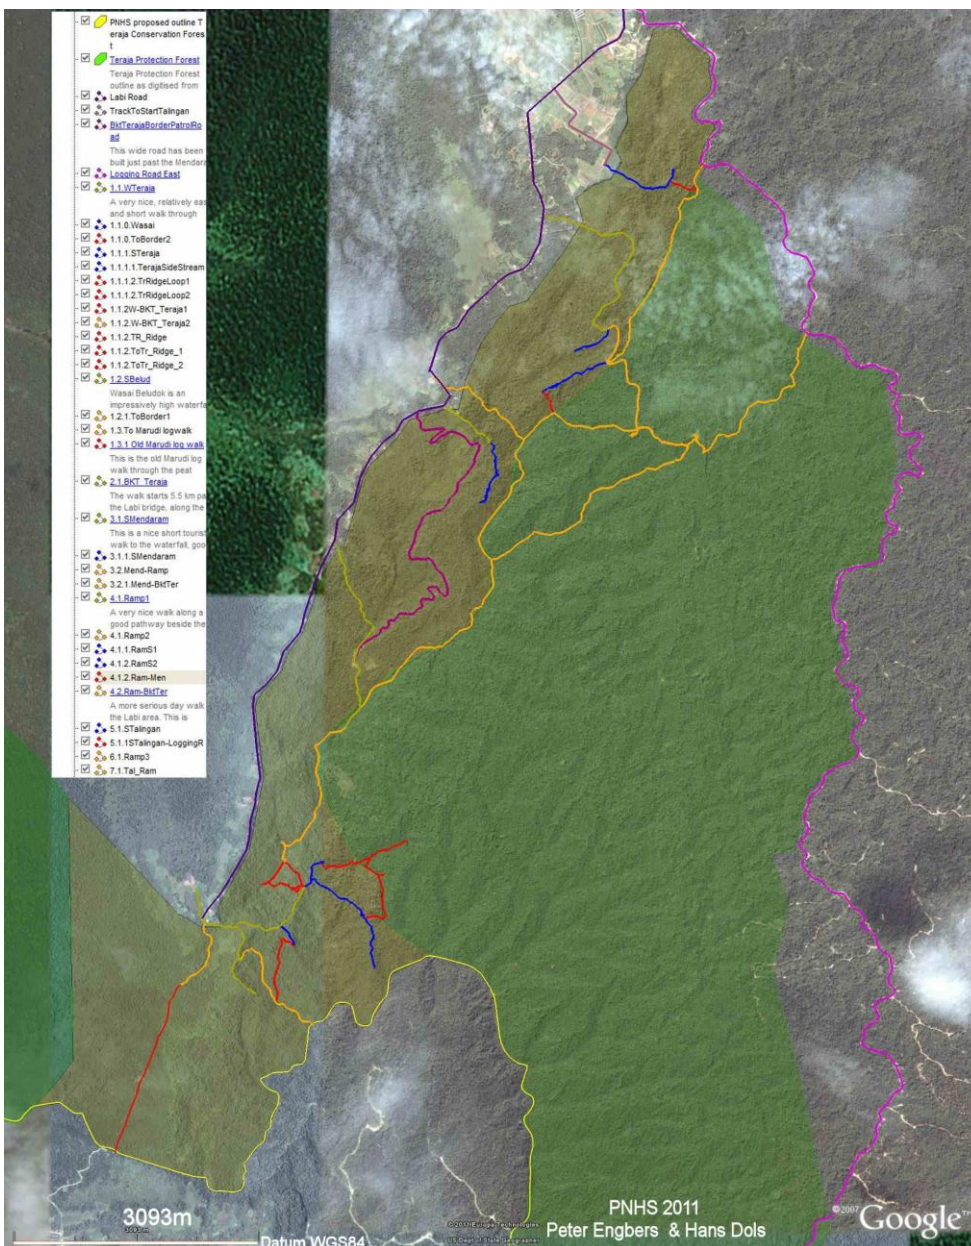 PNHS proposed outline T
eraja Conservation Fores
t
Teraja Protection Forest
Teraja Protection Forest
outline as digitised from
Labi Road
TrackToStartTalingan
BktTerajaBorderPatrolRo
ad
This wide road has been
built just past the Mendara
Logging Road East
1.1.WTeraja
A very nice, relatively eas
and short walk through
1.1.0.Wasai
1.1.0.ToBorder2
1.1.1.STeraja
1.1.1.1.TerajaSideStream
1.1.1.2.TrRidgeLoop1
1.1.1.2.TrRidgeLoop2
1.1.2W-BKT_Teraja1
1.1.2.W-BKT_Teraja2
1.1.2.TR_Ridge
1.1.2.ToTr_Ridge_1
1.1.2.ToTr_Ridge_2
1.2.SBelud
Wasai Beludok is an
impressively high waterfa
1.2.1.ToBorder1
1.3.To Marudi logwalk
1.3.1 Old Marudi log walk
This is the old Marudi log
walk through the peat
2.1.BKT_Teraja
The walk starts 5.5 km pa
the Labi bridge, along the
3.1.SMendaram
This is a nice short tourist
walk to the waterfall, goo
3.1.1.SMendaram
3.2.Mend-Ramp
3.2.1.Mend-BktTer
4.1.Ramp1
A very nice walk along a
good pathway beside the
4.1.Ramp2
4.1.1.RamS1
4.1.2.RamS2
4.1.2.Ram-Men
4.2.Ram-BktTer
A more serious day walk
the Labi area. This is
5.1.STalingan
5.1.1STalingan-LoggingR
6.1.Ramp3
7.1.Tal_Ram
3093m
3093 m
Datum WGS84
© 2011 Europa Technologies
US Dept of State Geographer
PNHS 2011
Peter Engbers & Hans Dols
©2007 Google™